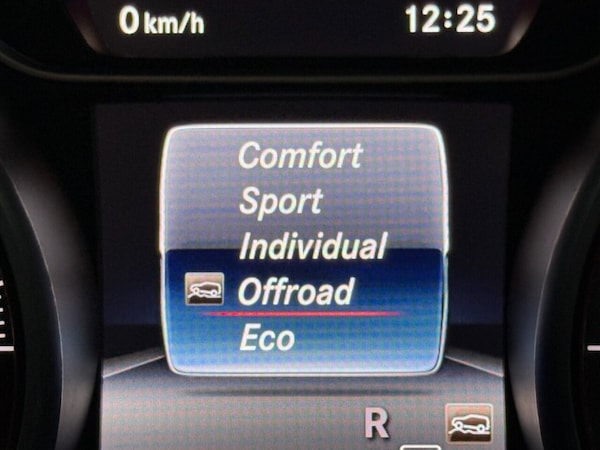 0 km/h 12:25
Comfort
Sport
Individual
Offroad
Eco
R